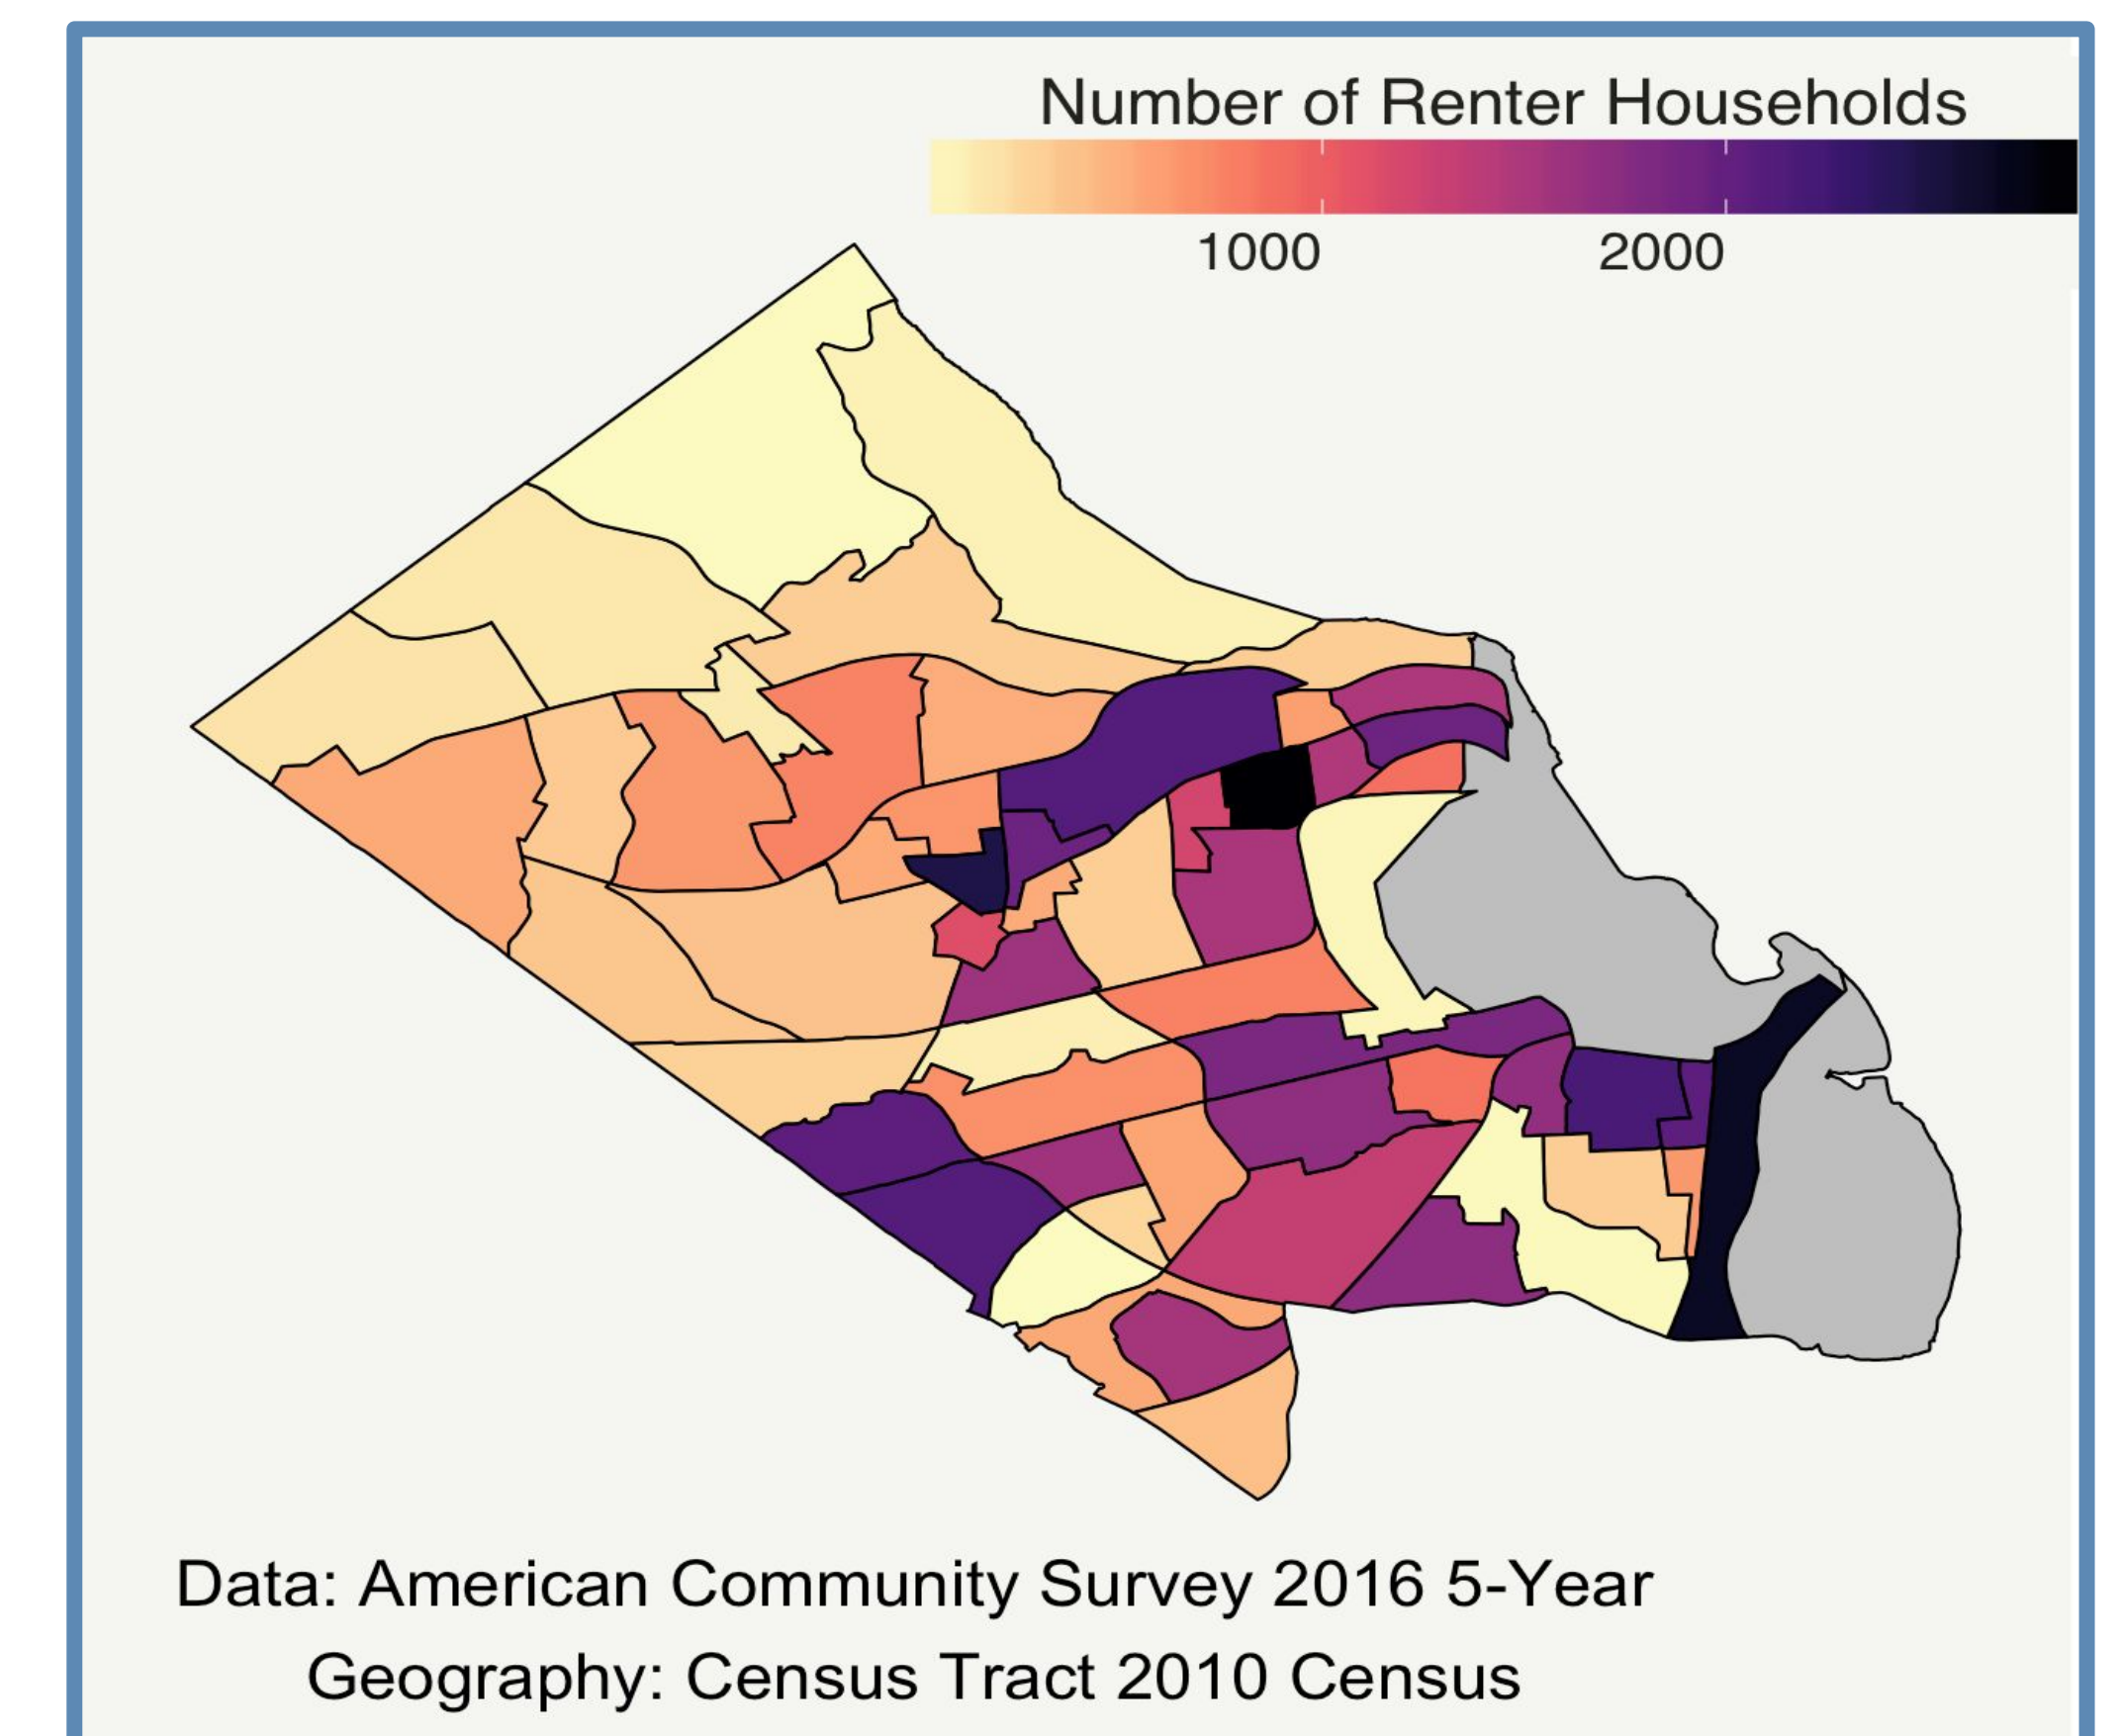 Number of Renter Households
1000 2000
Data: American Community Survey 2016 5-Year
Geography: Census Tract 2010 Census